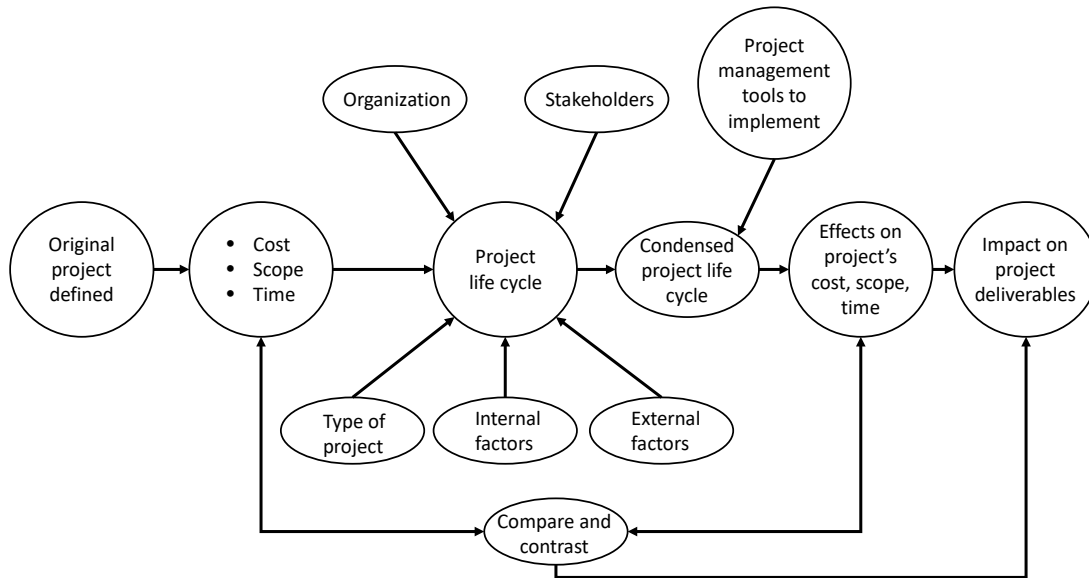 Project
management
tools to
implement
Organization
Stakeholders
Original
project
defined
• Cost
• Scope
• Time
Project
life cycle
Condensed
project life
cycle
Effects on
project's
cost, scope,
time
Impact on
project
deliverables
Type of
project
Internal
factors
External
factors
Compare and
contrast